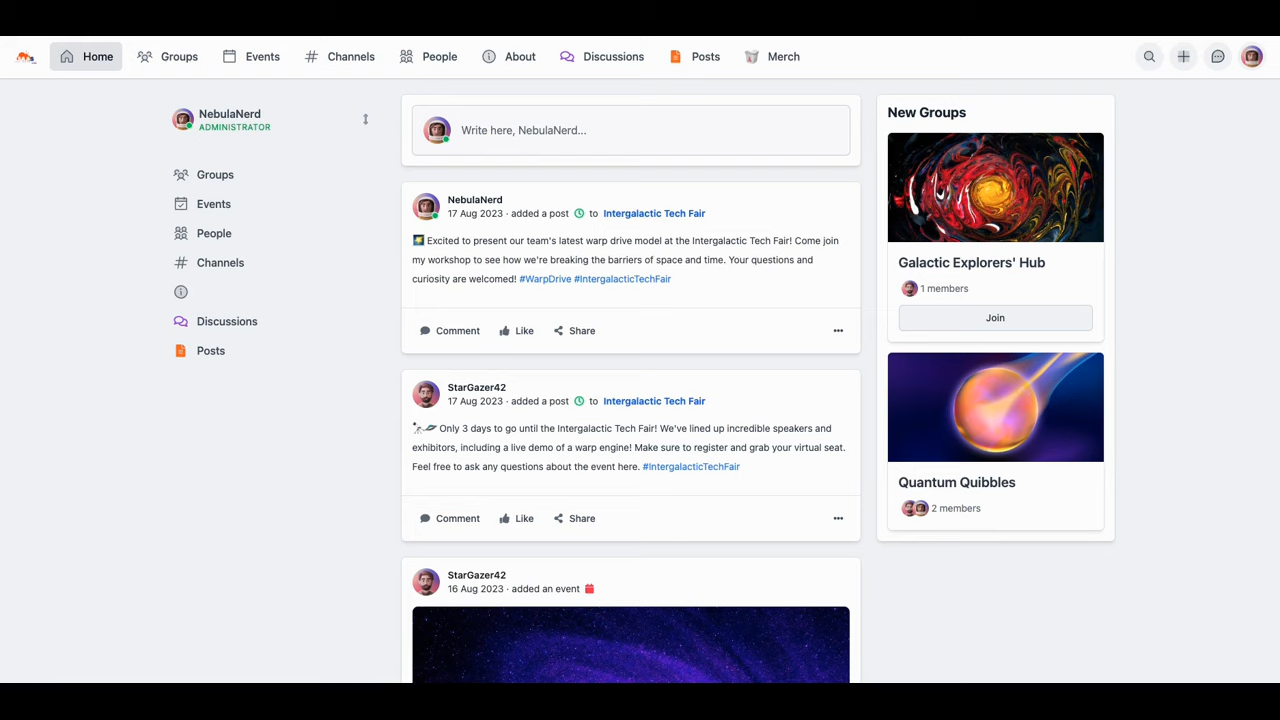 Home
Groups
Events
Channels
People
About
Discussions
Posts
Merch
NebulaNerd
ADMINISTRATOR
Groups
Events
People
Channels
Discussions
Posts
Write here, NebulaNerd...
NebulaNerd
17 Aug 2023 · added a post to Intergalactic Tech Fair
Excited to present our team's latest warp drive model at the Intergalactic Tech Fair! Come join
my workshop to see how we're breaking the barriers of space and time. Your questions and
curiosity are welcomed! #WarpDrive #IntergalacticTechFair
Comment
Like
Share
StarGazer42
17 Aug 2023 · added a post to Intergalactic Tech Fair
Only 3 days to go until the Intergalactic Tech Fair! We've lined up incredible speakers and
exhibitors, including a live demo of a warp engine! Make sure to register and grab your virtual seat.
Feel free to ask any questions about the event here. #IntergalacticTechFair
Comment
Like
Share
StarGazer42
16 Aug 2023 · added an event
New Groups
Galactic Explorers' Hub
1 members
Join
Quantum Quibbles
2 members